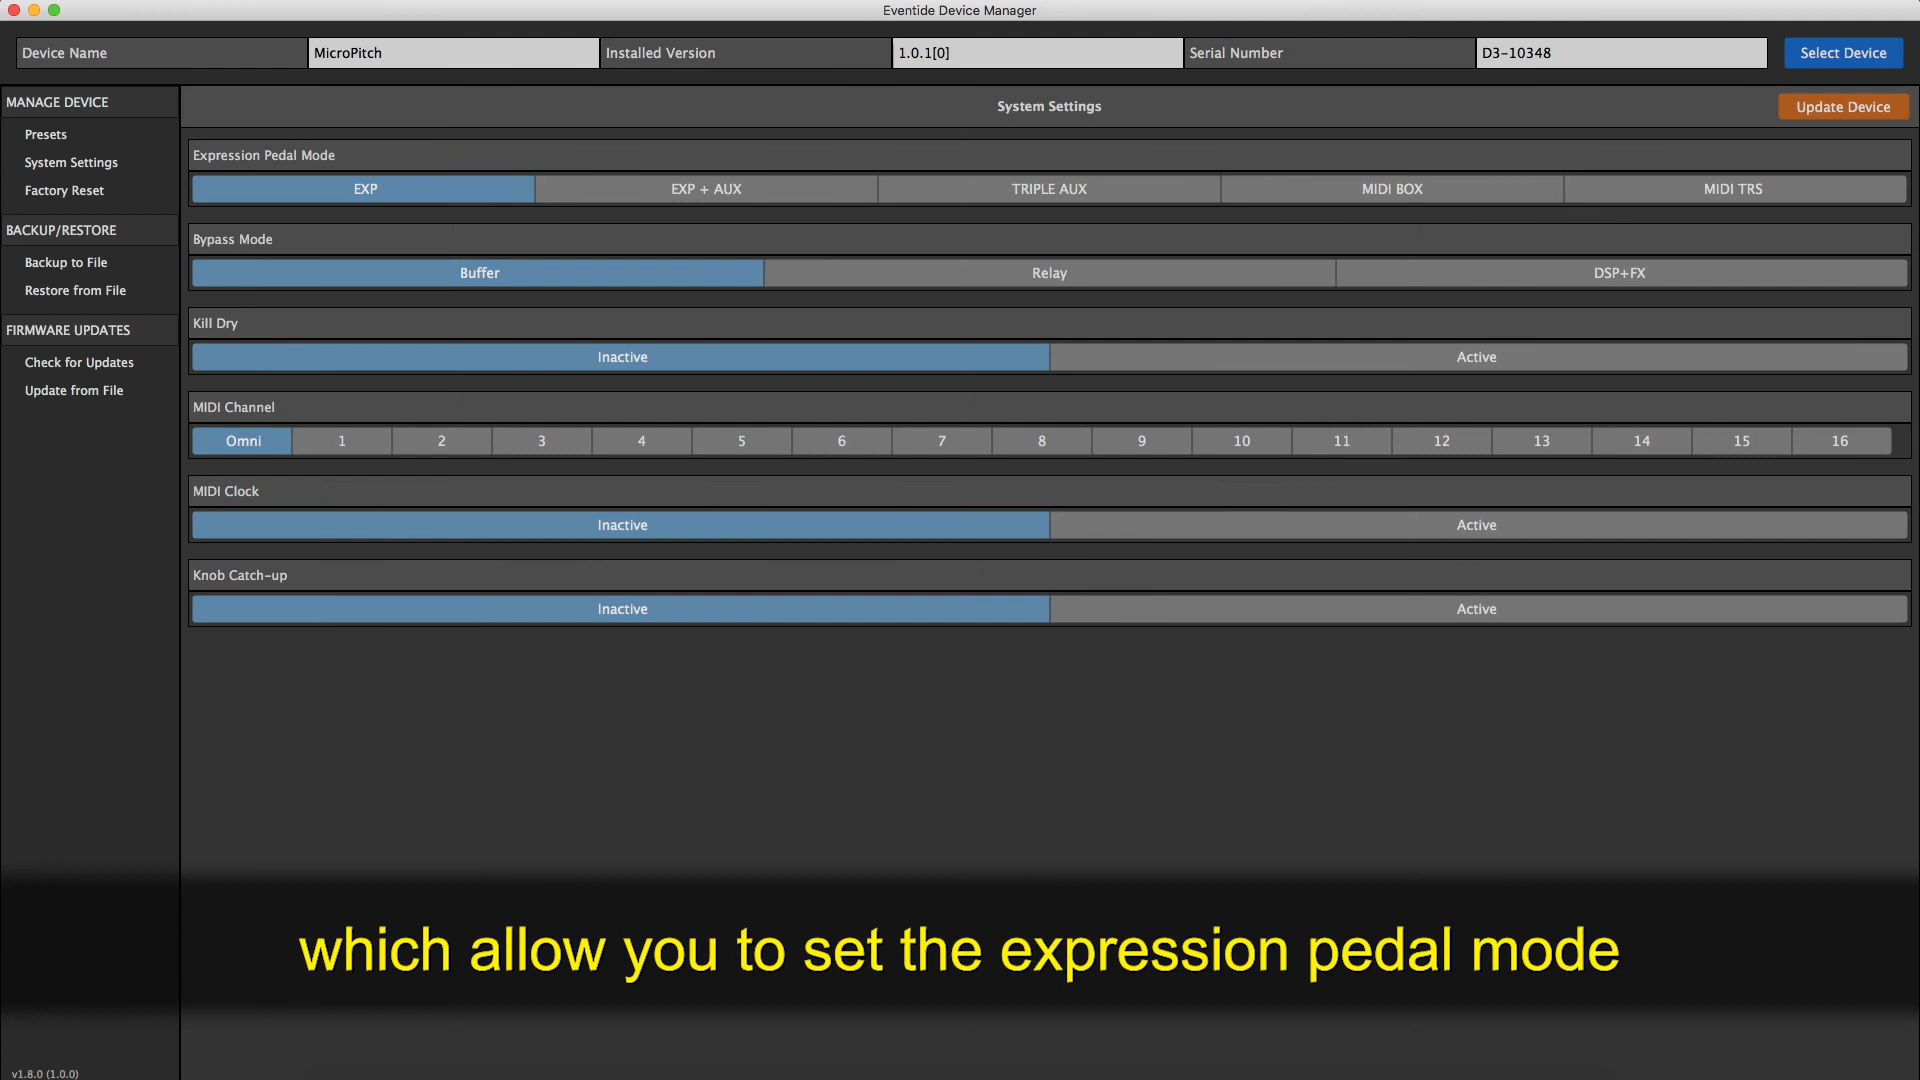 Eventide Device Manager
Device Name MicroPitch Installed Version 1.0.1[0] Serial Number D3-10348 Select Device
MANAGE DEVICE
Presets
System Settings
Factory Reset
BACKUP/RESTORE
Backup to File
Restore from File
FIRMWARE UPDATES
Check for Updates
Update from File
System Settings Update Device
Expression Pedal Mode
EXP EXP + AUX TRIPLE AUX MIDI BOX MIDI TRS
Bypass Mode
Buffer Relay DSP+FX
Kill Dry
Inactive Active
MIDI Channel
Omni 1 2 3 4 5 6 7 8 9 10 11 12 13 14 15 16
MIDI Clock
Inactive Active
Knob Catch-up
Inactive Active
which allow you to set the expression pedal mode
v1.8.0 (1.0.0)